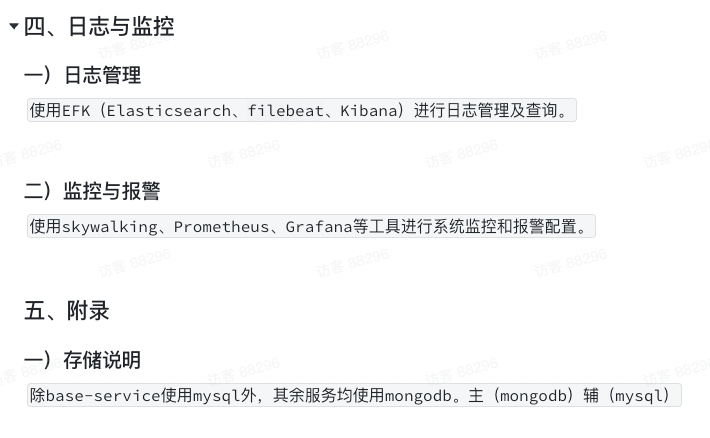 四、日志与监控
一）日志管理
使用EFK（Elasticsearch、filebeat、Kibana）进行日志管理及查询。
二）监控与报警
使用skywalking、Prometheus、Grafana等工具进行系统监控和报警配置。
五、附录
一）存储说明
除base-service使用mysql外，其余服务均使用mongodb。主（mongodb）辅（mysql）
访客 88296
访客 88296
访客 88296
访客 88296
访客 88296
访客 88296
访客 88296
访客 88296
访客 88296
访客 88296
访客 88296
访客 88296
访客 88296
访客 88296